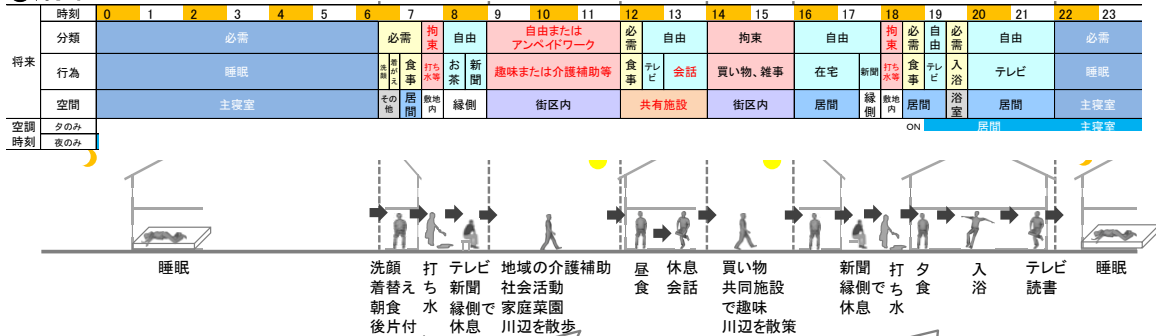 時刻 0 1 2 3 4 5 6 7 8 9 10 11 12 13 14 15 16 17 18 19 20 21 22 23
将来
分類 必需 必需 拘束 自由 自由または アンペイドワーク 必需 自由 拘束 自由 拘束 必需 自由 必需 自由 必需
行為 睡眠 洗顔 着がえ 食事 打ち水等 お茶 新聞 趣味または介護補助等 食事 テレビ 会話 買い物、雑事 在宅 新聞 打ち水等 食事 テレビ 入浴 テレビ 睡眠
空間 主寝室 その他 居間 敷地内 縁側 街区内 共有施設 街区内 居間 縁側 敷地内 居間 浴室 居間 主寝室
空調 夕のみ ON 居間 主寝室
時刻 夜のみ
睡眠
洗顔
着替え
朝食
後片付
打ち水
テレビ
新聞
縁側で
休息
地域の介護補助
社会活動
家庭菜園
川辺を散歩
昼食
休息
会話
買い物
共同施設
で趣味
川辺を散策
新聞
縁側で
休息
打ち水
夕食
入浴
テレビ
読書
睡眠